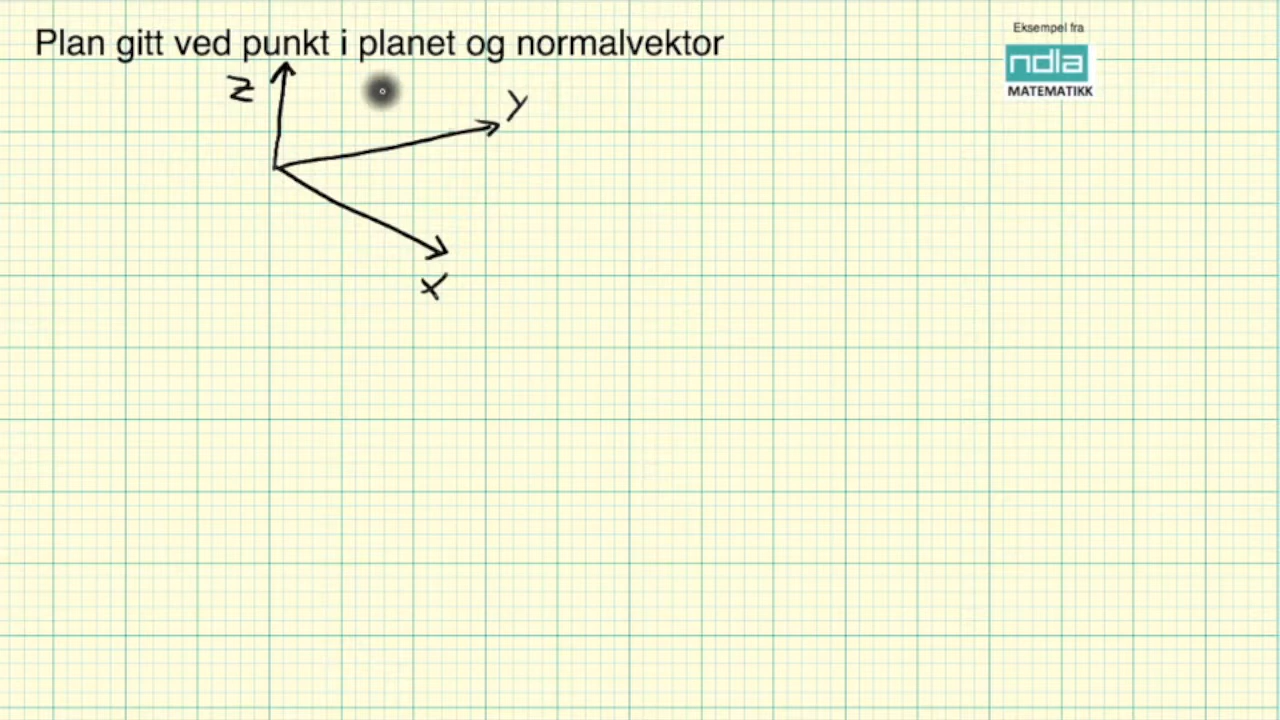 Plan gitt ved punkt i planet og normalvektor
Eksempel fra
ndla
MATEMATIKK
z
y
x